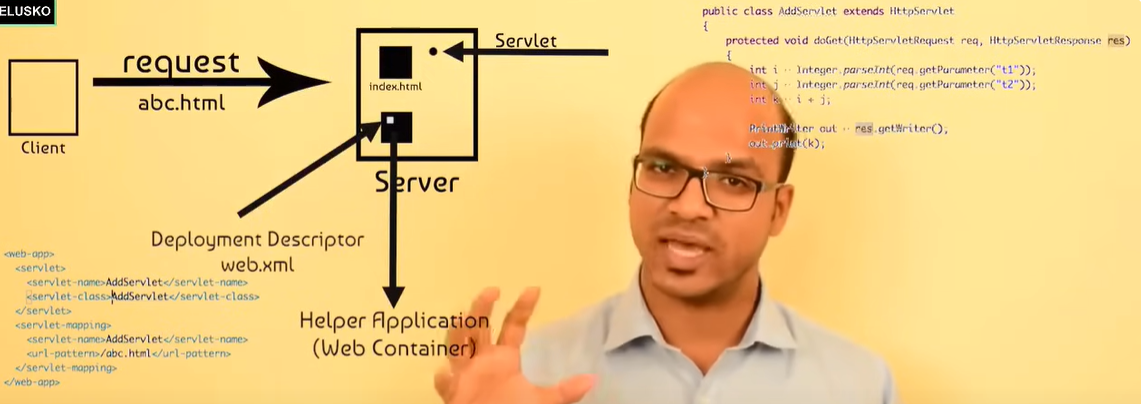 ELUSKO
request
abc.html
Client
Servlet
index.html
Server
Deployment Descriptor
web.xml
Helper Application
(Web Container)
<web-app>
<servlet>
<servlet-name>AddServlet</servlet-name>
<servlet-class>AddServlet</servlet-class>
</servlet>
<servlet-mapping>
<servlet-name>AddServlet</servlet-name>
<url-pattern>/abc.html</url-pattern>
</servlet-mapping>
</web-app>
public class AddServlet extends HttpServlet
{
protected void doGet(HttpServletRequest req, HttpServletResponse res)
{
int i = Integer.parseInt(req.getParameter("t1"));
int j = Integer.parseInt(req.getParameter("t2"));
int k = i + j;
PrintWriter out = res.getWriter();
out.print(k);
}
}